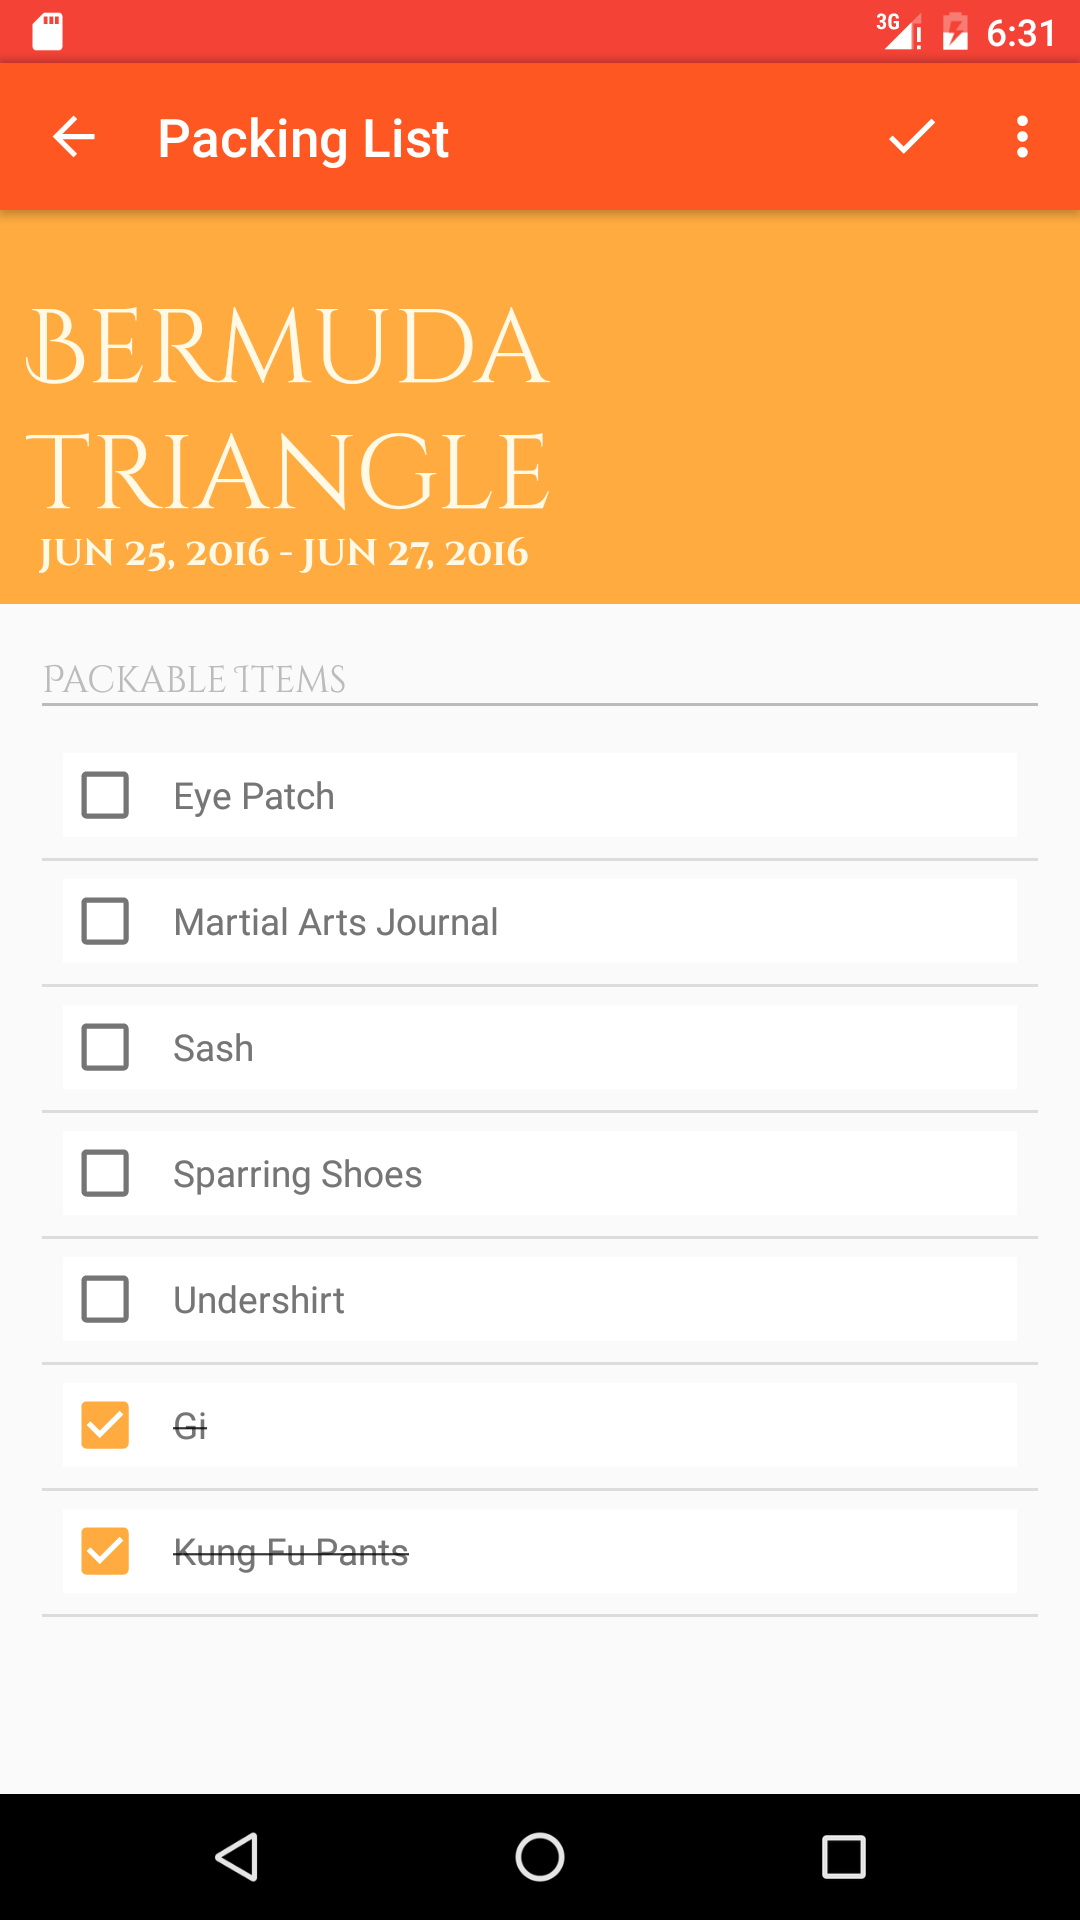 3G 6:31
Packing List
Bermuda
Triangle
Jun 25, 2016 - Jun 27, 2016
Packable Items
Eye Patch
Martial Arts Journal
Sash
Sparring Shoes
Undershirt
Gi
Kung Fu Pants